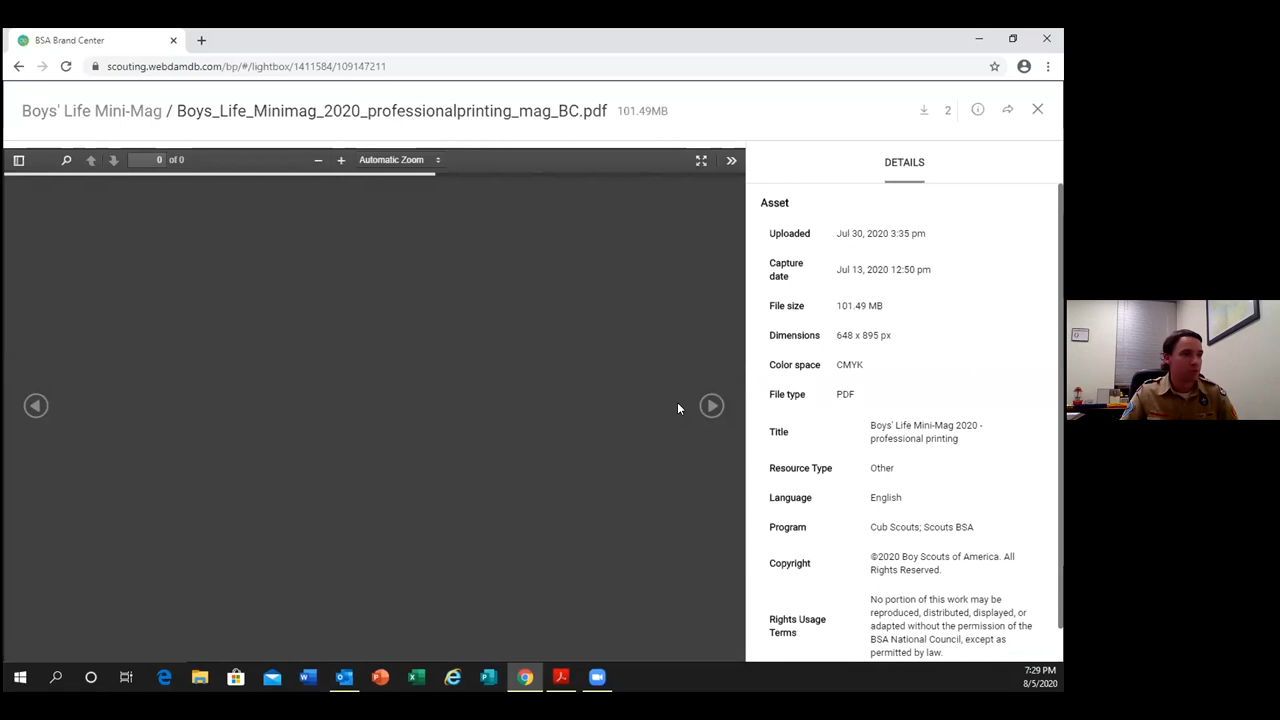 BSA Brand Center
scouting.webdamdb.com/bp/#/lightbox/1411584/109147211
Boys' Life Mini-Mag / Boys_Life_Minimag_2020_professionalprinting_mag_BC.pdf 101.49MB
2
0 of 0
Automatic Zoom
DETAILS
Asset
Uploaded Jul 30, 2020 3:35 pm
Capture
date
Jul 13, 2020 12:50 pm
File size 101.49 MB
Dimensions 648 x 895 px
Color space CMYK
File type PDF
Title
Boys' Life Mini-Mag 2020 -
professional printing
Resource Type Other
Language English
Program Cub Scouts; Scouts BSA
Copyright
©2020 Boy Scouts of America. All
Rights Reserved.
Rights Usage
Terms
No portion of this work may be
reproduced, distributed, displayed, or
adapted without the permission of the
BSA National Council, except as
permitted by law.
7:29 PM
8/5/2020